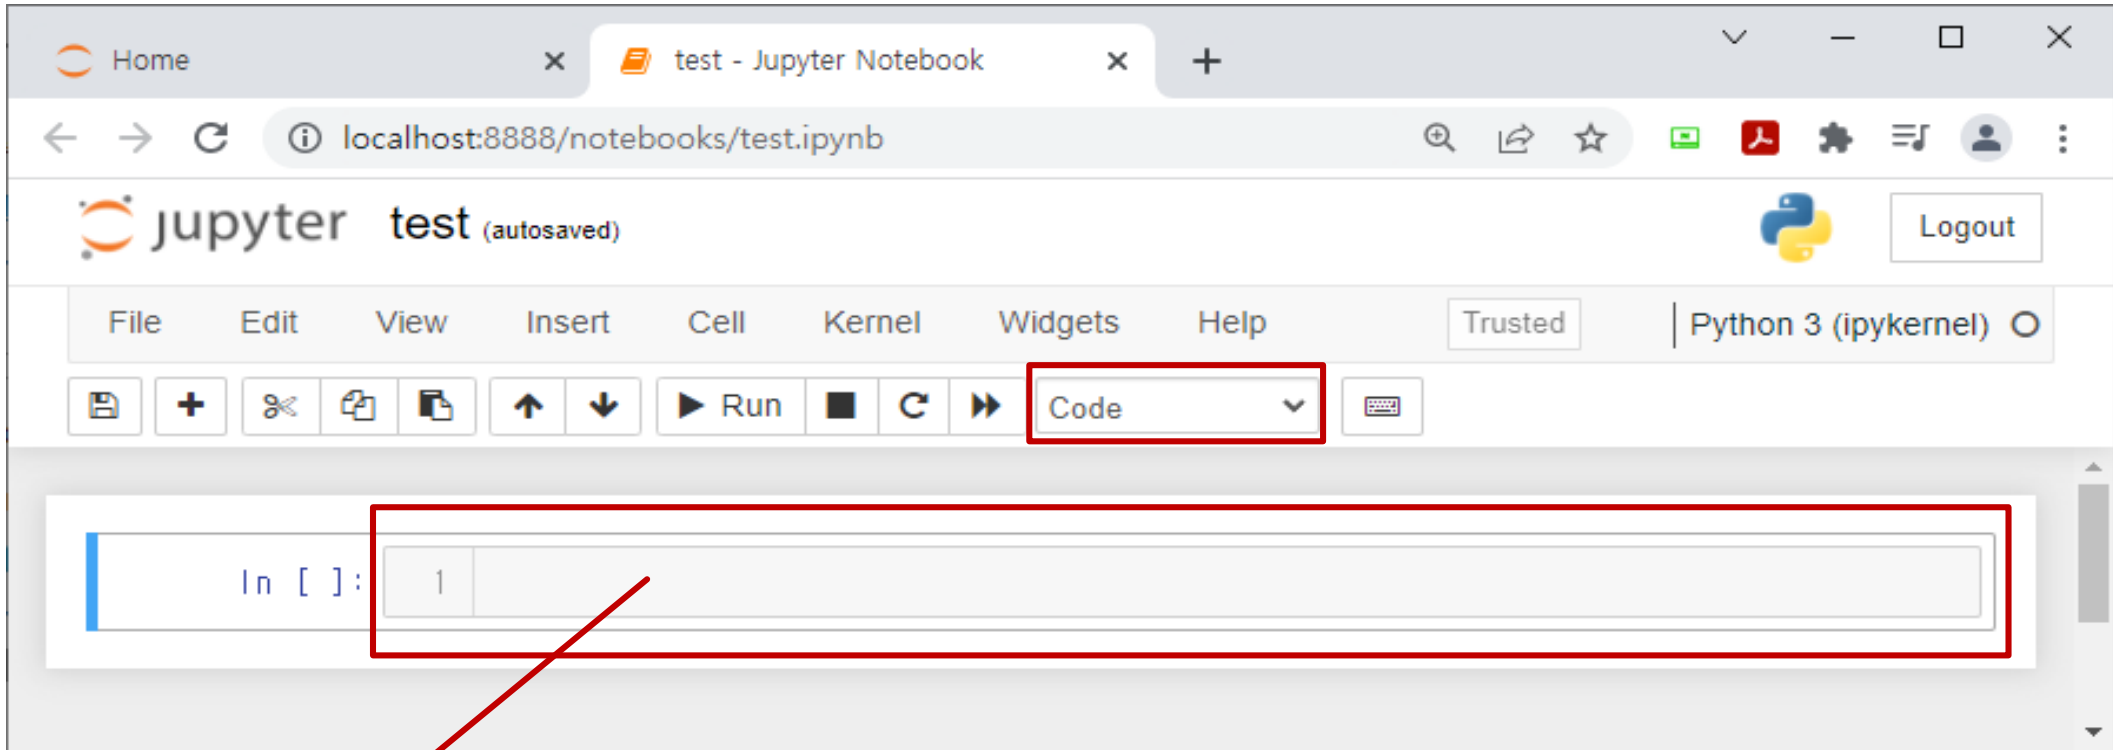 Home
test - Jupyter Notebook
localhost:8888/notebooks/test.ipynb
jupyter test (autosaved)
Logout
File Edit View Insert Cell Kernel Widgets Help Trusted Python 3 (ipykernel)
Run Code
In [ ]: 1